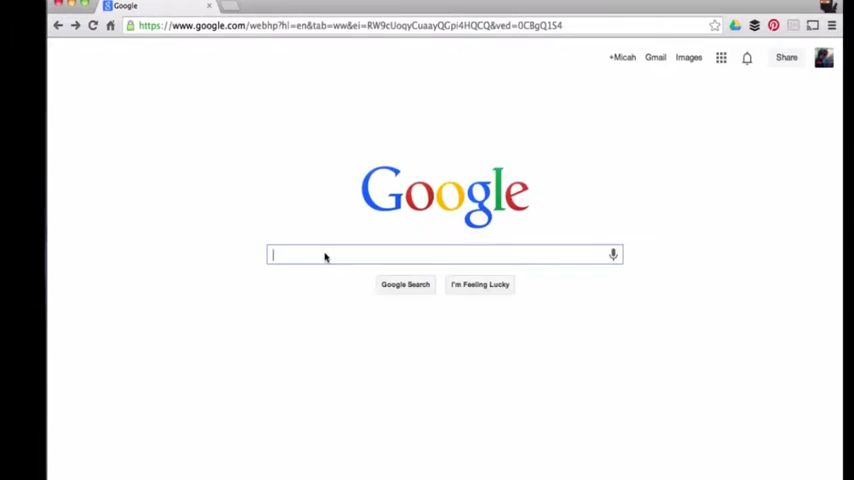 Google
https://www.google.com/webhp?hl=en&tab=ww&ei=RW9cUoqyCuaayQGpi4HQCQ&ved=0CBgQ1S4
+Micah Gmail Images Share
Google
Google Search I'm Feeling Lucky